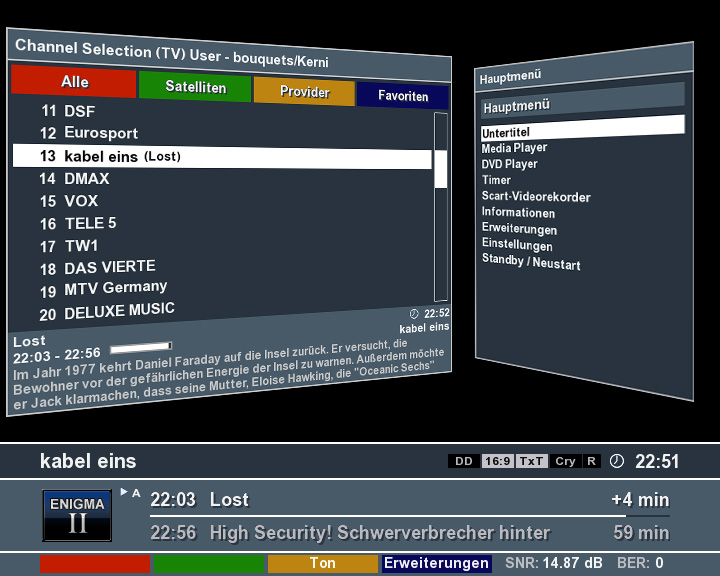 Channel Selection (TV) User - bouquets/Kerni
Alle Satelliten Provider Favoriten
11 DSF
12 Eurosport
13 kabel eins (Lost)
14 DMAX
15 VOX
16 TELE 5
17 TW1
18 DAS VIERTE
19 MTV Germany
20 DELUXE MUSIC
22:52
Lost kabel eins
22:03 - 22:56
Im Jahr 1977 kehrt Daniel Faraday auf die Insel zurück. Er versucht, die
Bewohner vor der gefährlichen Energie der Insel zu warnen. Außerdem möchte
er Jack klarmachen, dass seine Mutter, Eloise Hawking, die "Oceanic Sechs"
Hauptmenü
Hauptmenü
Untertitel
Media Player
DVD Player
Timer
Scart-Videorekorder
Informationen
Erweiterungen
Einstellungen
Standby / Neustart
kabel eins DD 16:9 TxT Cry R 22:51
ENIGMA
II
A
22:03 Lost +4 min
22:56 High Security! Schwerverbrecher hinter 59 min
Ton Erweiterungen SNR: 14.87 dB BER: 0